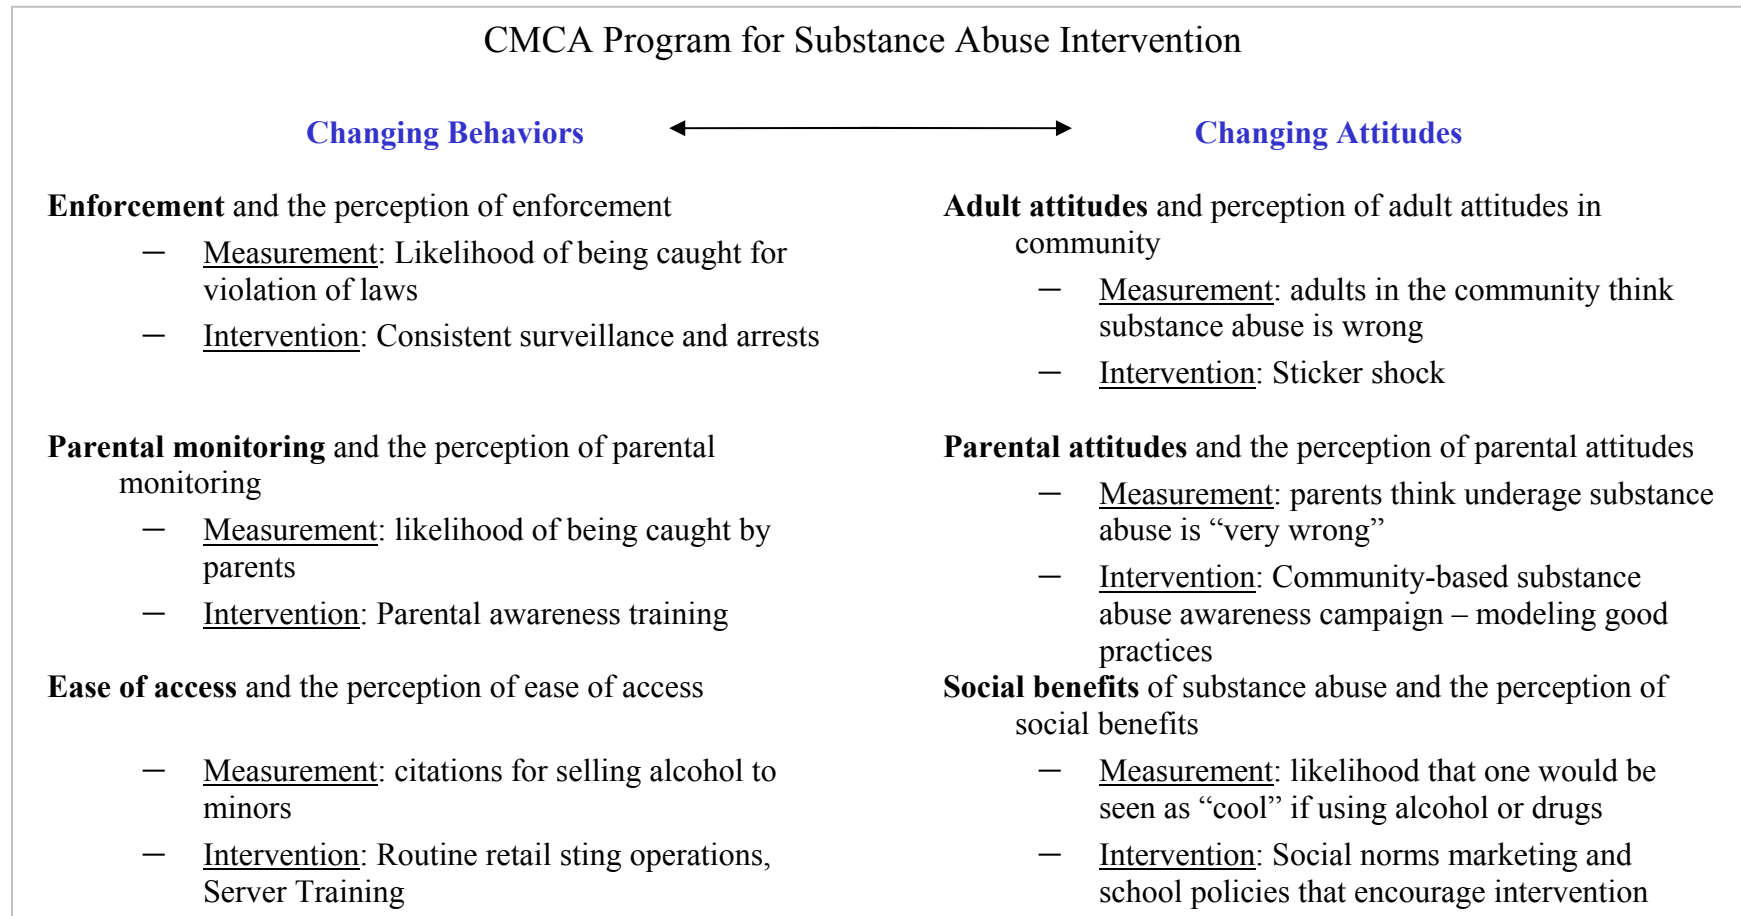 CMCA Program for Substance Abuse Intervention
Changing Behaviors
Changing Attitudes
Enforcement and the perception of enforcement
— Measurement: Likelihood of being caught for
violation of laws
— Intervention: Consistent surveillance and arrests
Adult attitudes and perception of adult attitudes in
community
— Measurement: adults in the community think
substance abuse is wrong
— Intervention: Sticker shock
Parental monitoring and the perception of parental
monitoring
— Measurement: likelihood of being caught by
parents
— Intervention: Parental awareness training
Parental attitudes and the perception of parental attitudes
— Measurement: parents think underage substance
abuse is “very wrong”
— Intervention: Community-based substance
abuse awareness campaign – modeling good
practices
Ease of access and the perception of ease of access
— Measurement: citations for selling alcohol to
minors
— Intervention: Routine retail sting operations,
Server Training
Social benefits of substance abuse and the perception of
social benefits
— Measurement: likelihood that one would be
seen as “cool” if using alcohol or drugs
— Intervention: Social norms marketing and
school policies that encourage intervention